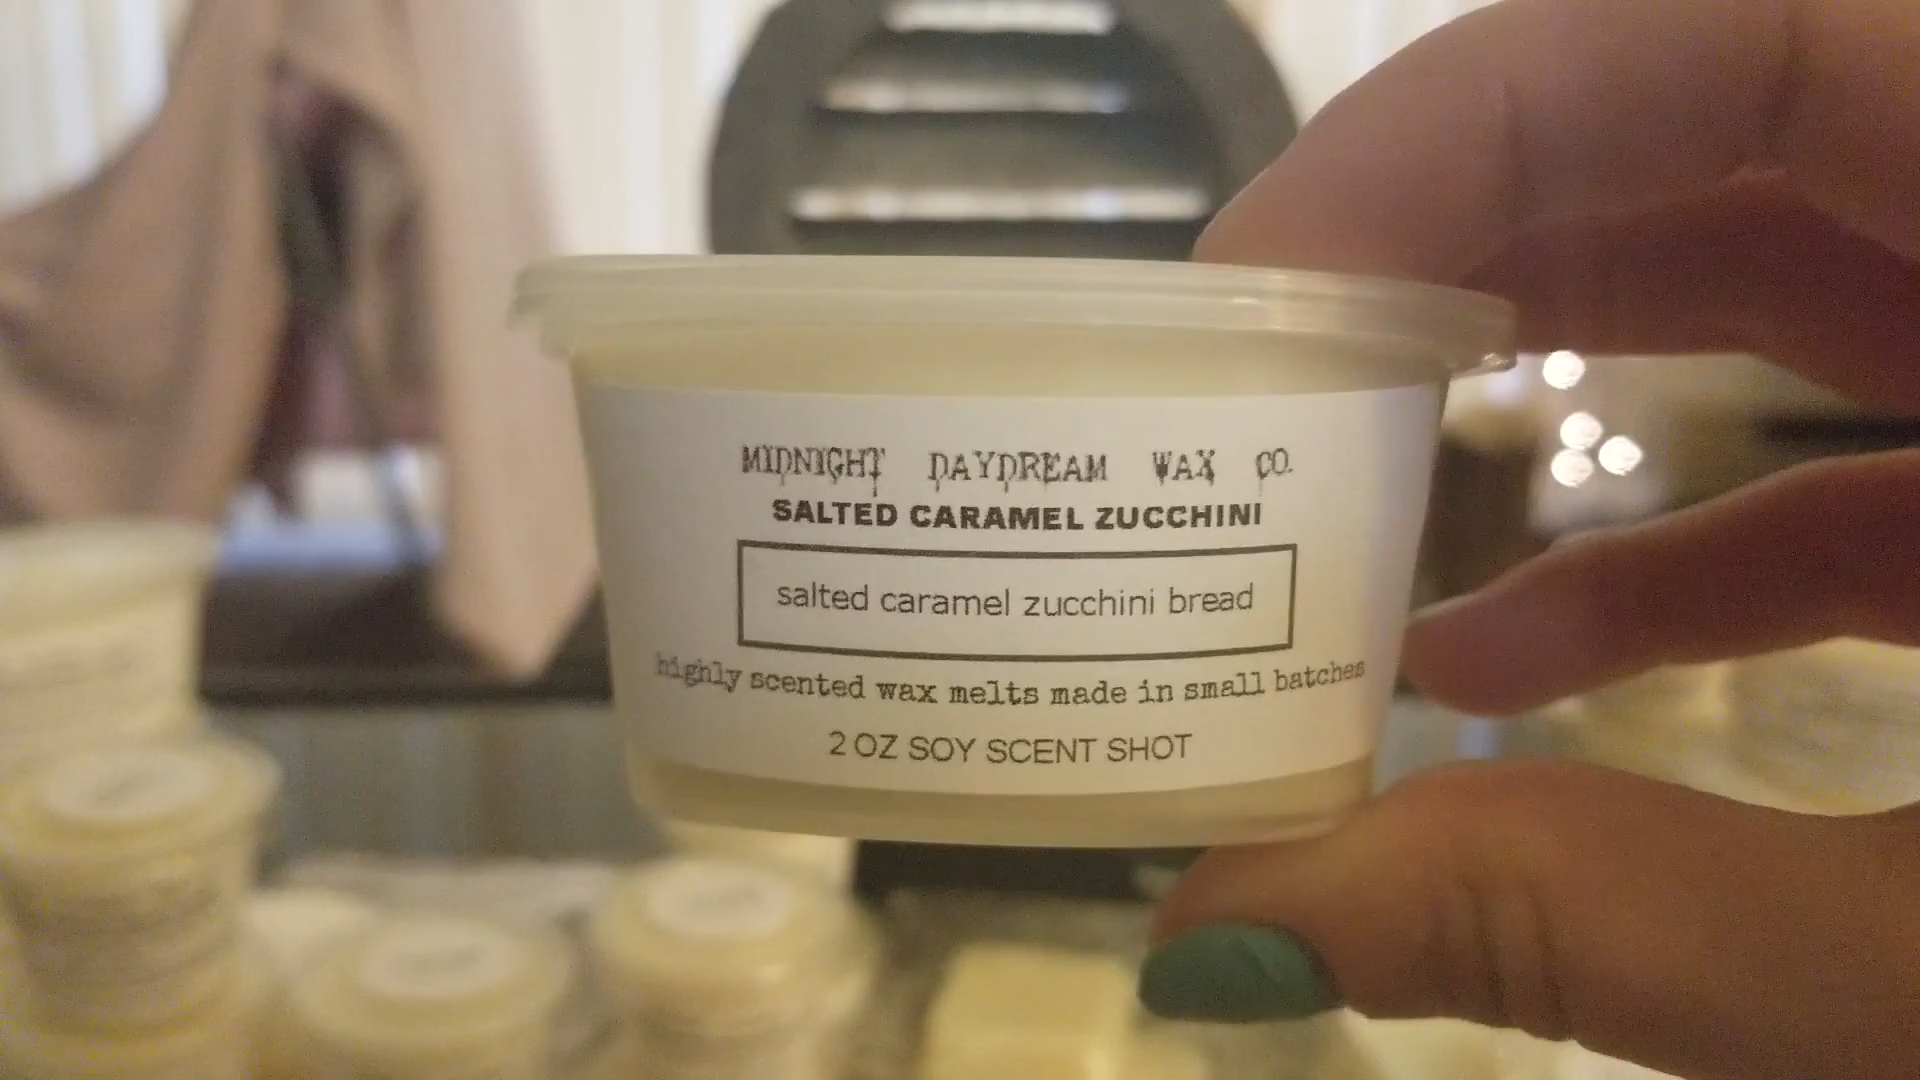 MIDNIGHT DAYDREAM WAX CO.
SALTED CARAMEL ZUCCHINI
salted caramel zucchini bread
highly scented wax melts made in small batches
2 OZ SOY SCENT SHOT